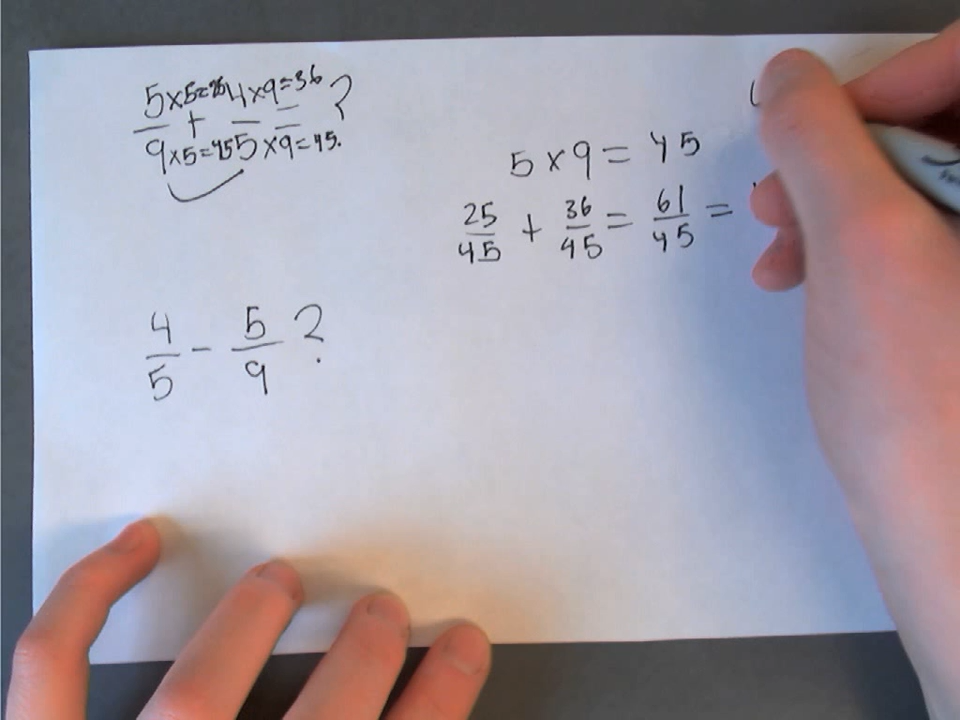 5×5=25 4×9=36
9×5=45 + 5×9=45. ?
5 × 9 = 45
25/45 + 36/45 = 61/45 =
4/5 - 5/9 ?